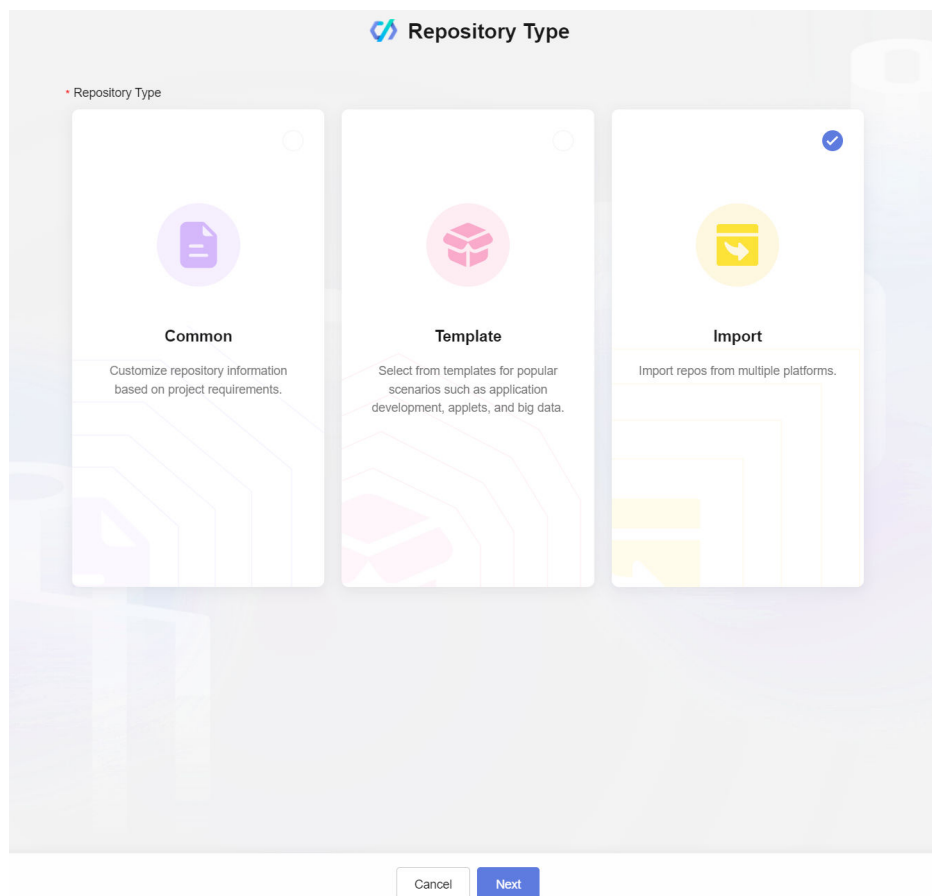 Repository Type
* Repository Type
Common
Customize repository information
based on project requirements.
Template
Select from templates for popular
scenarios such as application
development, applets, and big data.
Import
Import repos from multiple platforms.
Cancel
Next